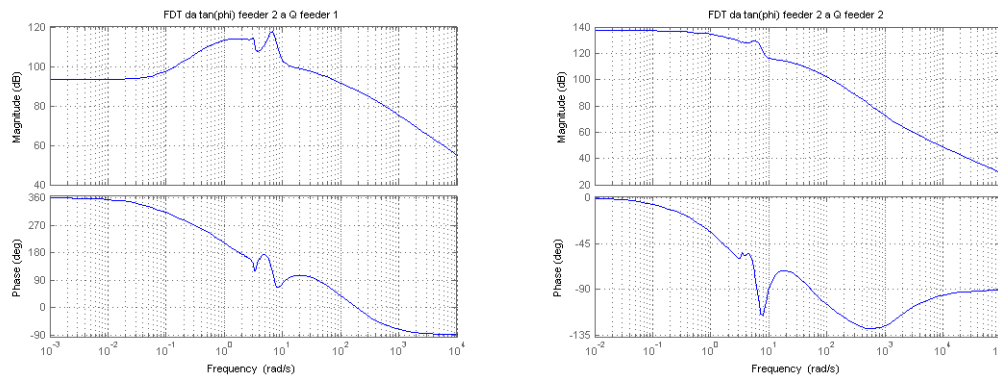 FDT da tan(phi) feeder 2 a Q feeder 1
120
100
80
60
40
Magnitude (dB)
360
270
180
90
0
-90
Phase (deg)
10^-3 10^-2 10^-1 10^0 10^1 10^2 10^3 10^4
Frequency (rad/s)
FDT da tan(phi) feeder 2 a Q feeder 2
140
120
100
80
60
40
20
Magnitude (dB)
0
-45
-90
-135
Phase (deg)
10^-2 10^-1 10^0 10^1 10^2 10^3 10^4
Frequency (rad/s)